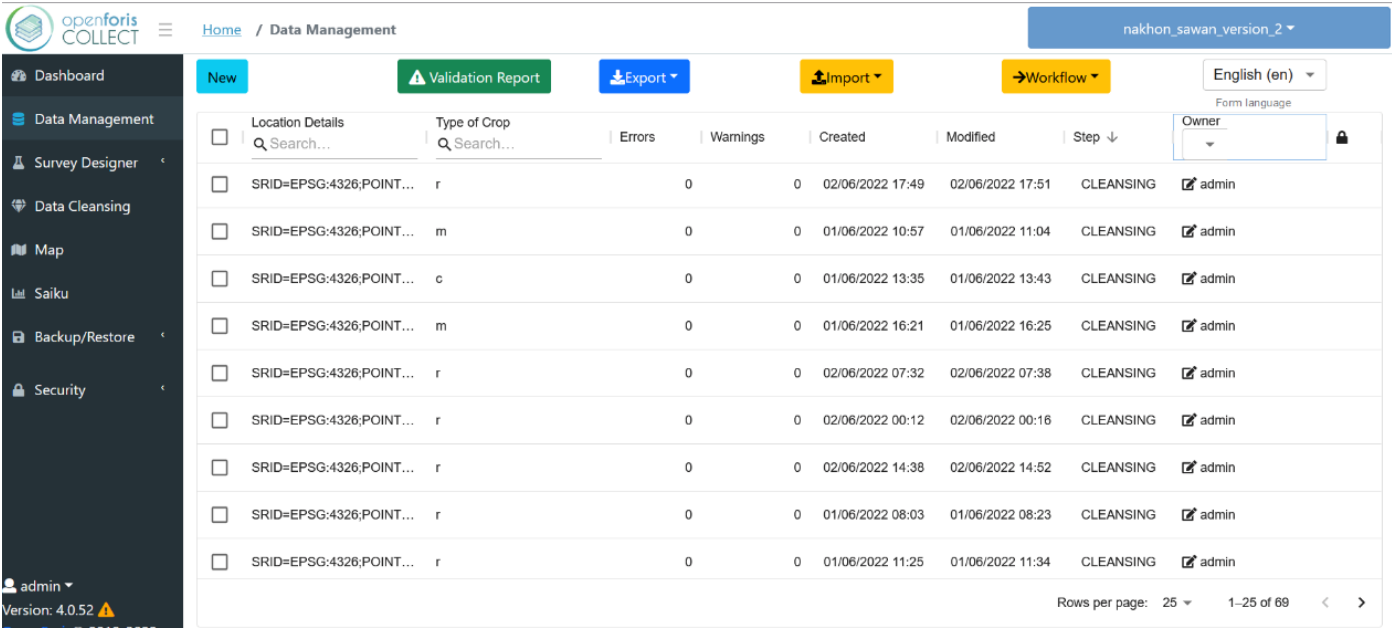 openforis
COLLECT
Home / Data Management
nakhon_sawan_version_2
Dashboard
Data Management
Survey Designer
Data Cleansing
Map
Saiku
Backup/Restore
Security
admin
Version: 4.0.52
New
Validation Report
Export
Import
Workflow
English (en)
Form language
Location Details Type of Crop Errors Warnings Created Modified Step Owner
Search... Search...
SRID=EPSG:4326;POINT... r 0 0 02/06/2022 17:49 02/06/2022 17:51 CLEANSING admin
SRID=EPSG:4326;POINT... m 0 0 01/06/2022 10:57 01/06/2022 11:04 CLEANSING admin
SRID=EPSG:4326;POINT... c 0 0 01/06/2022 13:35 01/06/2022 13:43 CLEANSING admin
SRID=EPSG:4326;POINT... m 0 0 01/06/2022 16:21 01/06/2022 16:25 CLEANSING admin
SRID=EPSG:4326;POINT... r 0 0 02/06/2022 07:32 02/06/2022 07:38 CLEANSING admin
SRID=EPSG:4326;POINT... r 0 0 02/06/2022 00:12 02/06/2022 00:16 CLEANSING admin
SRID=EPSG:4326;POINT... r 0 0 02/06/2022 14:38 02/06/2022 14:52 CLEANSING admin
SRID=EPSG:4326;POINT... r 0 0 01/06/2022 08:03 01/06/2022 08:23 CLEANSING admin
SRID=EPSG:4326;POINT... r 0 0 01/06/2022 11:25 01/06/2022 11:34 CLEANSING admin
Rows per page: 25 1–25 of 69